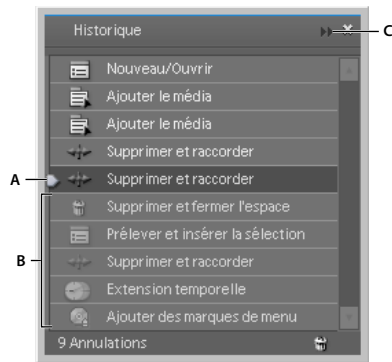 Historique
C
Nouveau/Ouvrir
Ajouter le média
Ajouter le média
Supprimer et raccorder
A
Supprimer et raccorder
Supprimer et fermer l'espace
Prélever et insérer la sélection
B
Supprimer et raccorder
Extension temporelle
Ajouter des marques de menu
9 Annulations